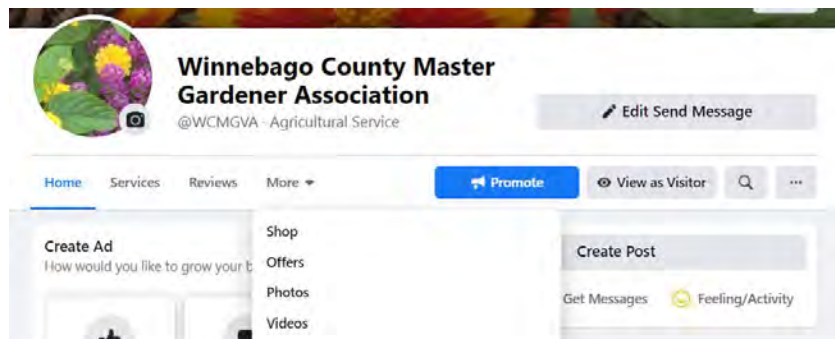 Winnebago County Master
Gardener Association
@WCMGVA · Agricultural Service
Edit Send Message
Home Services Reviews More
Promote
View as Visitor
...
Create Ad
How would you like to grow your b
Shop
Offers
Photos
Videos
Create Post
Get Messages
Feeling/Activity